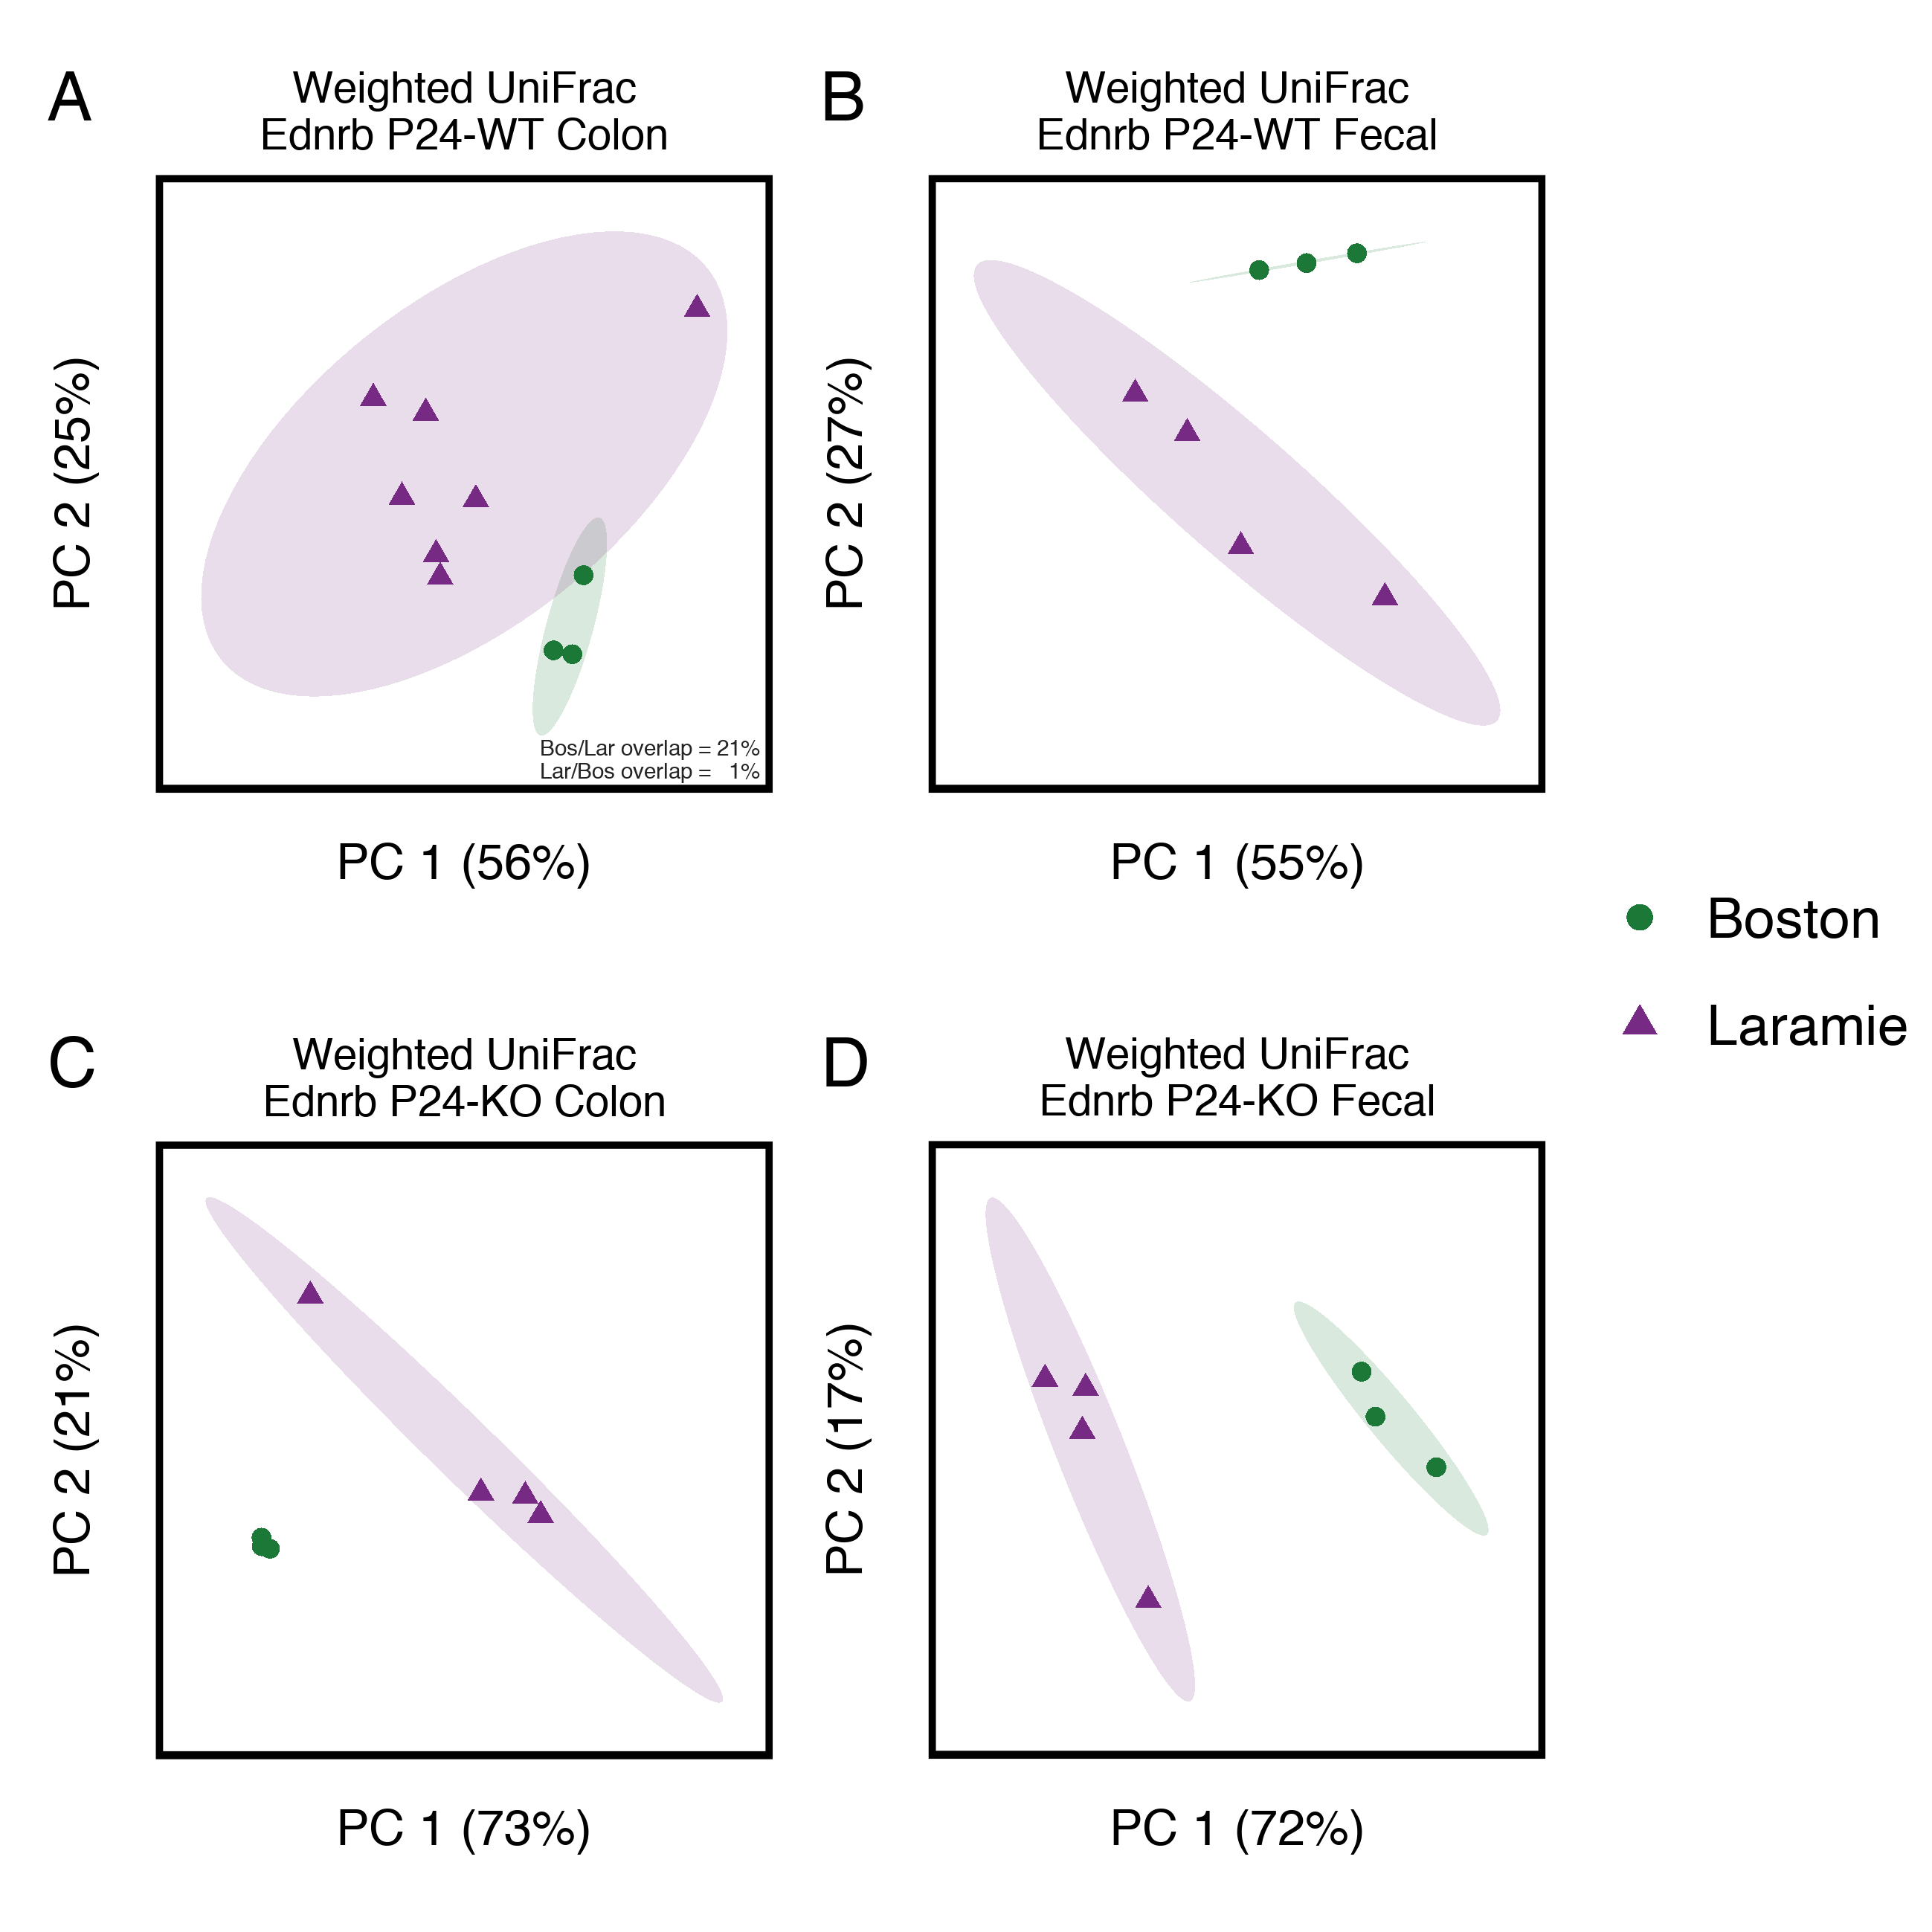 A
Weighted UniFrac
Ednrb P24-WT Colon
PC 2 (25%)
Bos/Lar overlap = 21%
Lar/Bos overlap = 1%
PC 1 (56%)
B
Weighted UniFrac
Ednrb P24-WT Fecal
PC 2 (27%)
PC 1 (55%)
Boston
Laramie
C
Weighted UniFrac
Ednrb P24-KO Colon
PC 2 (21%)
PC 1 (73%)
D
Weighted UniFrac
Ednrb P24-KO Fecal
PC 2 (17%)
PC 1 (72%)